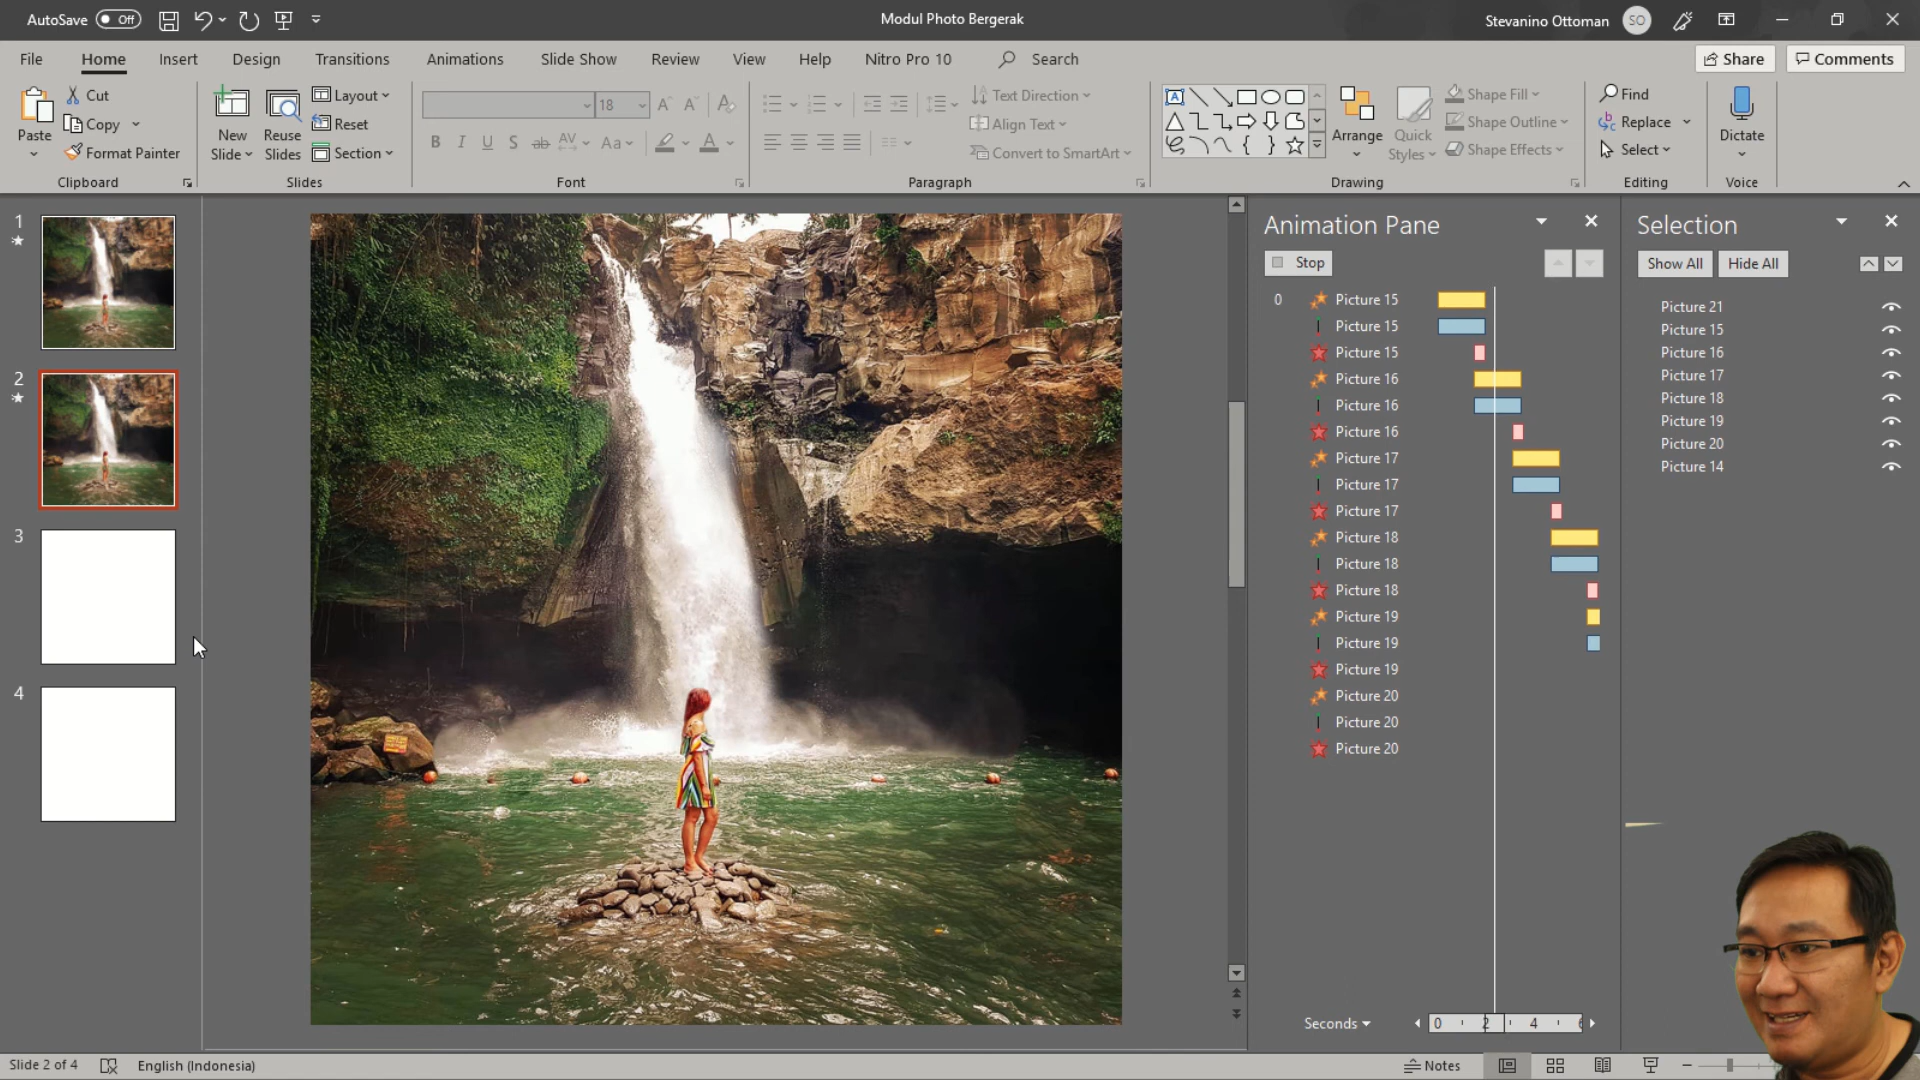 AutoSave Off
Modul Photo Bergerak
Stevanino Ottoman SO
File Home Insert Design Transitions Animations Slide Show Review View Help Nitro Pro 10 Search
Share Comments
Paste
Cut
Copy
Format Painter
Clipboard
New Slide
Reuse Slides
Layout
Reset
Section
Slides
18
Aa
Font
Text Direction
Align Text
Convert to SmartArt
Paragraph
Arrange
Quick Styles
Shape Fill
Shape Outline
Shape Effects
Drawing
Find
Replace
Select
Editing
Dictate
Voice
1
2
3
4
Animation Pane
Stop
0 Picture 15
Picture 15
Picture 15
Picture 16
Picture 16
Picture 16
Picture 17
Picture 17
Picture 17
Picture 18
Picture 18
Picture 18
Picture 19
Picture 19
Picture 19
Picture 20
Picture 20
Picture 20
Seconds 0 2 4 6
Selection
Show All Hide All
Picture 21
Picture 15
Picture 16
Picture 17
Picture 18
Picture 19
Picture 20
Picture 14
Slide 2 of 4 English (Indonesia)
Notes